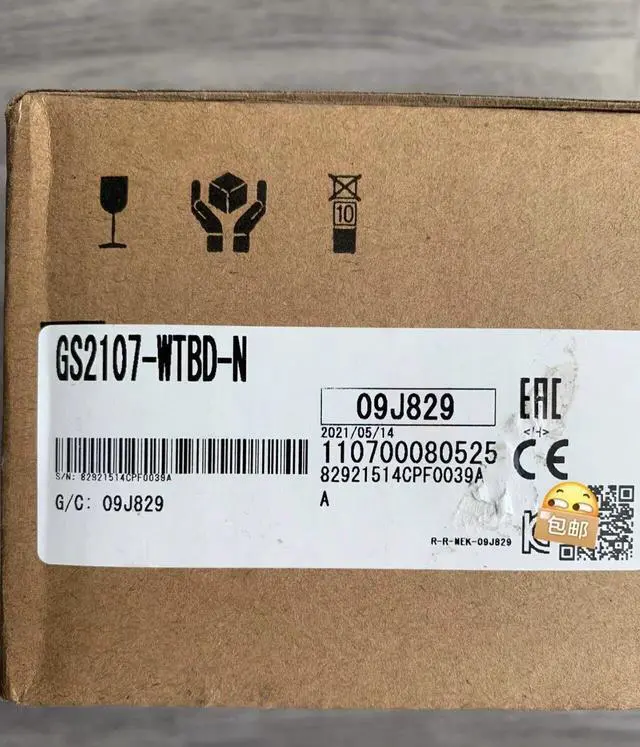 10
GS2107-WTBD-N
09J829
2021/05/14
110700080525
82921514CPF0039A
A
S/N: 82921514CPF0039A
G/C: 09J829
EAC
<H>
CE
R-R-MEK-09J829
包邮